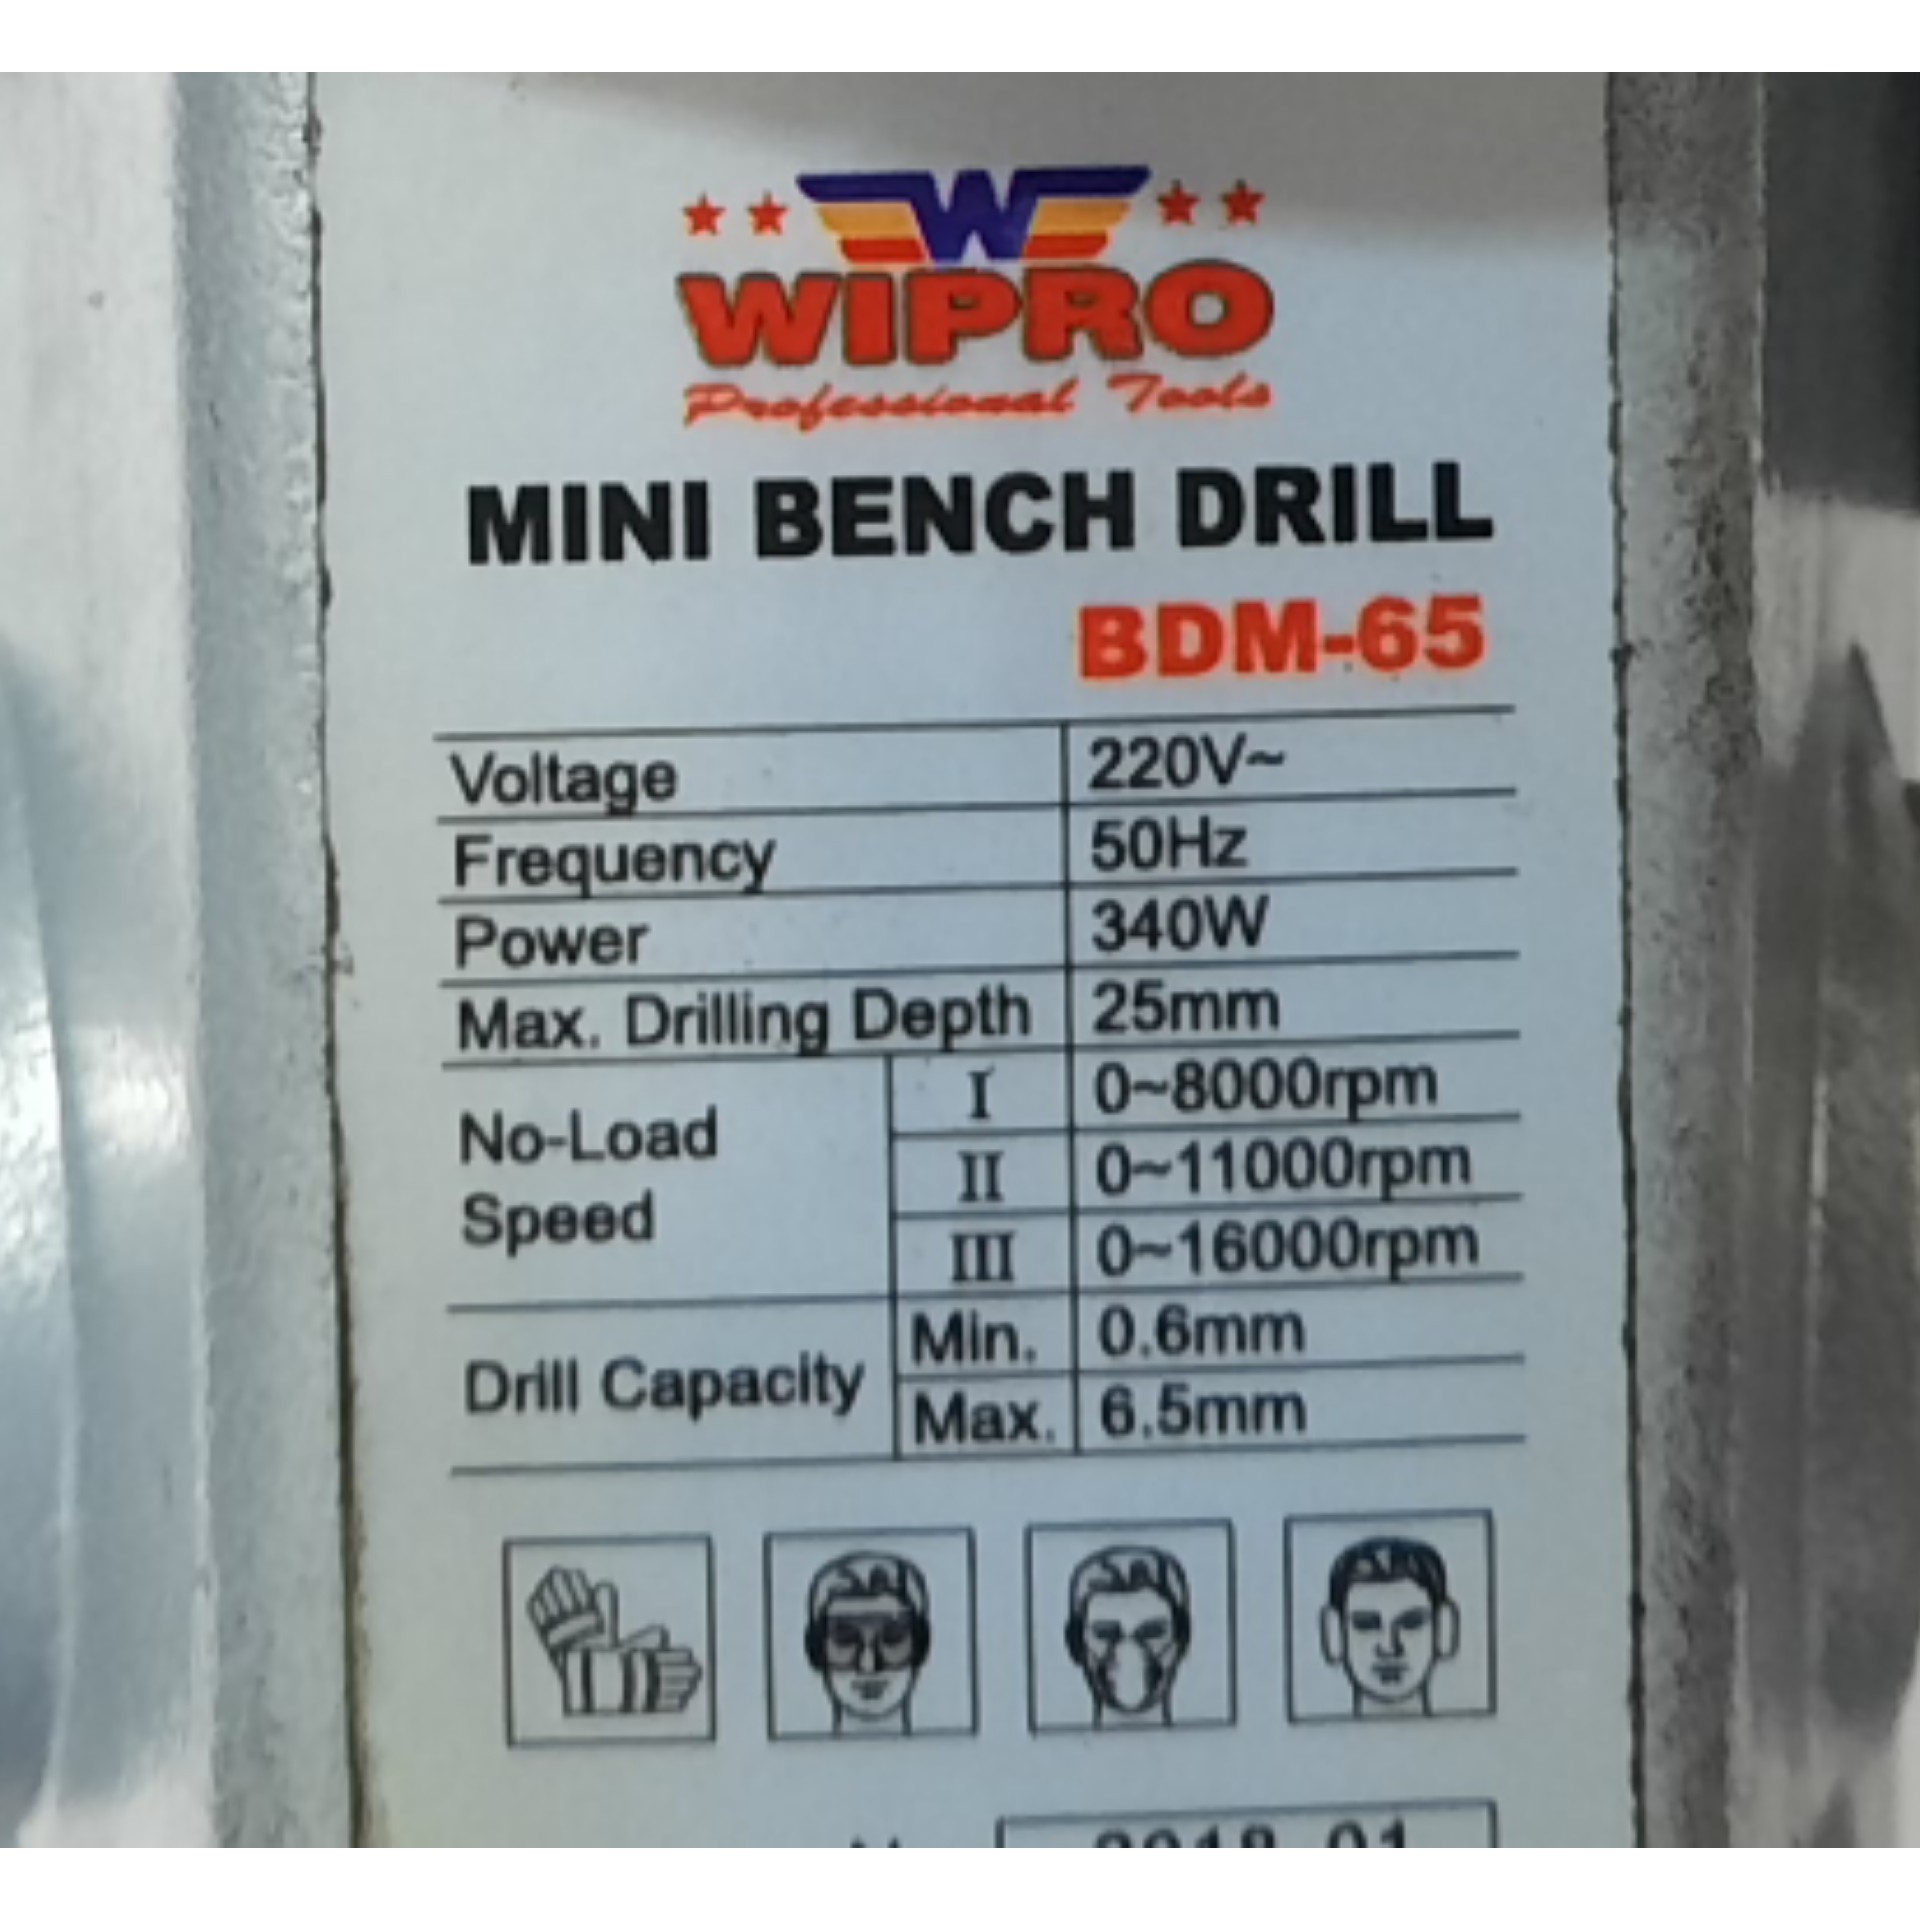 W
WIPRO
Professional Tools
MINI BENCH DRILL
BDM-65
Voltage 220V~
Frequency 50Hz
Power 340W
Max. Drilling Depth 25mm
No-Load Speed
I 0~8000rpm
II 0~11000rpm
III 0~16000rpm
Drill Capacity
Min. 0.6mm
Max. 6.5mm